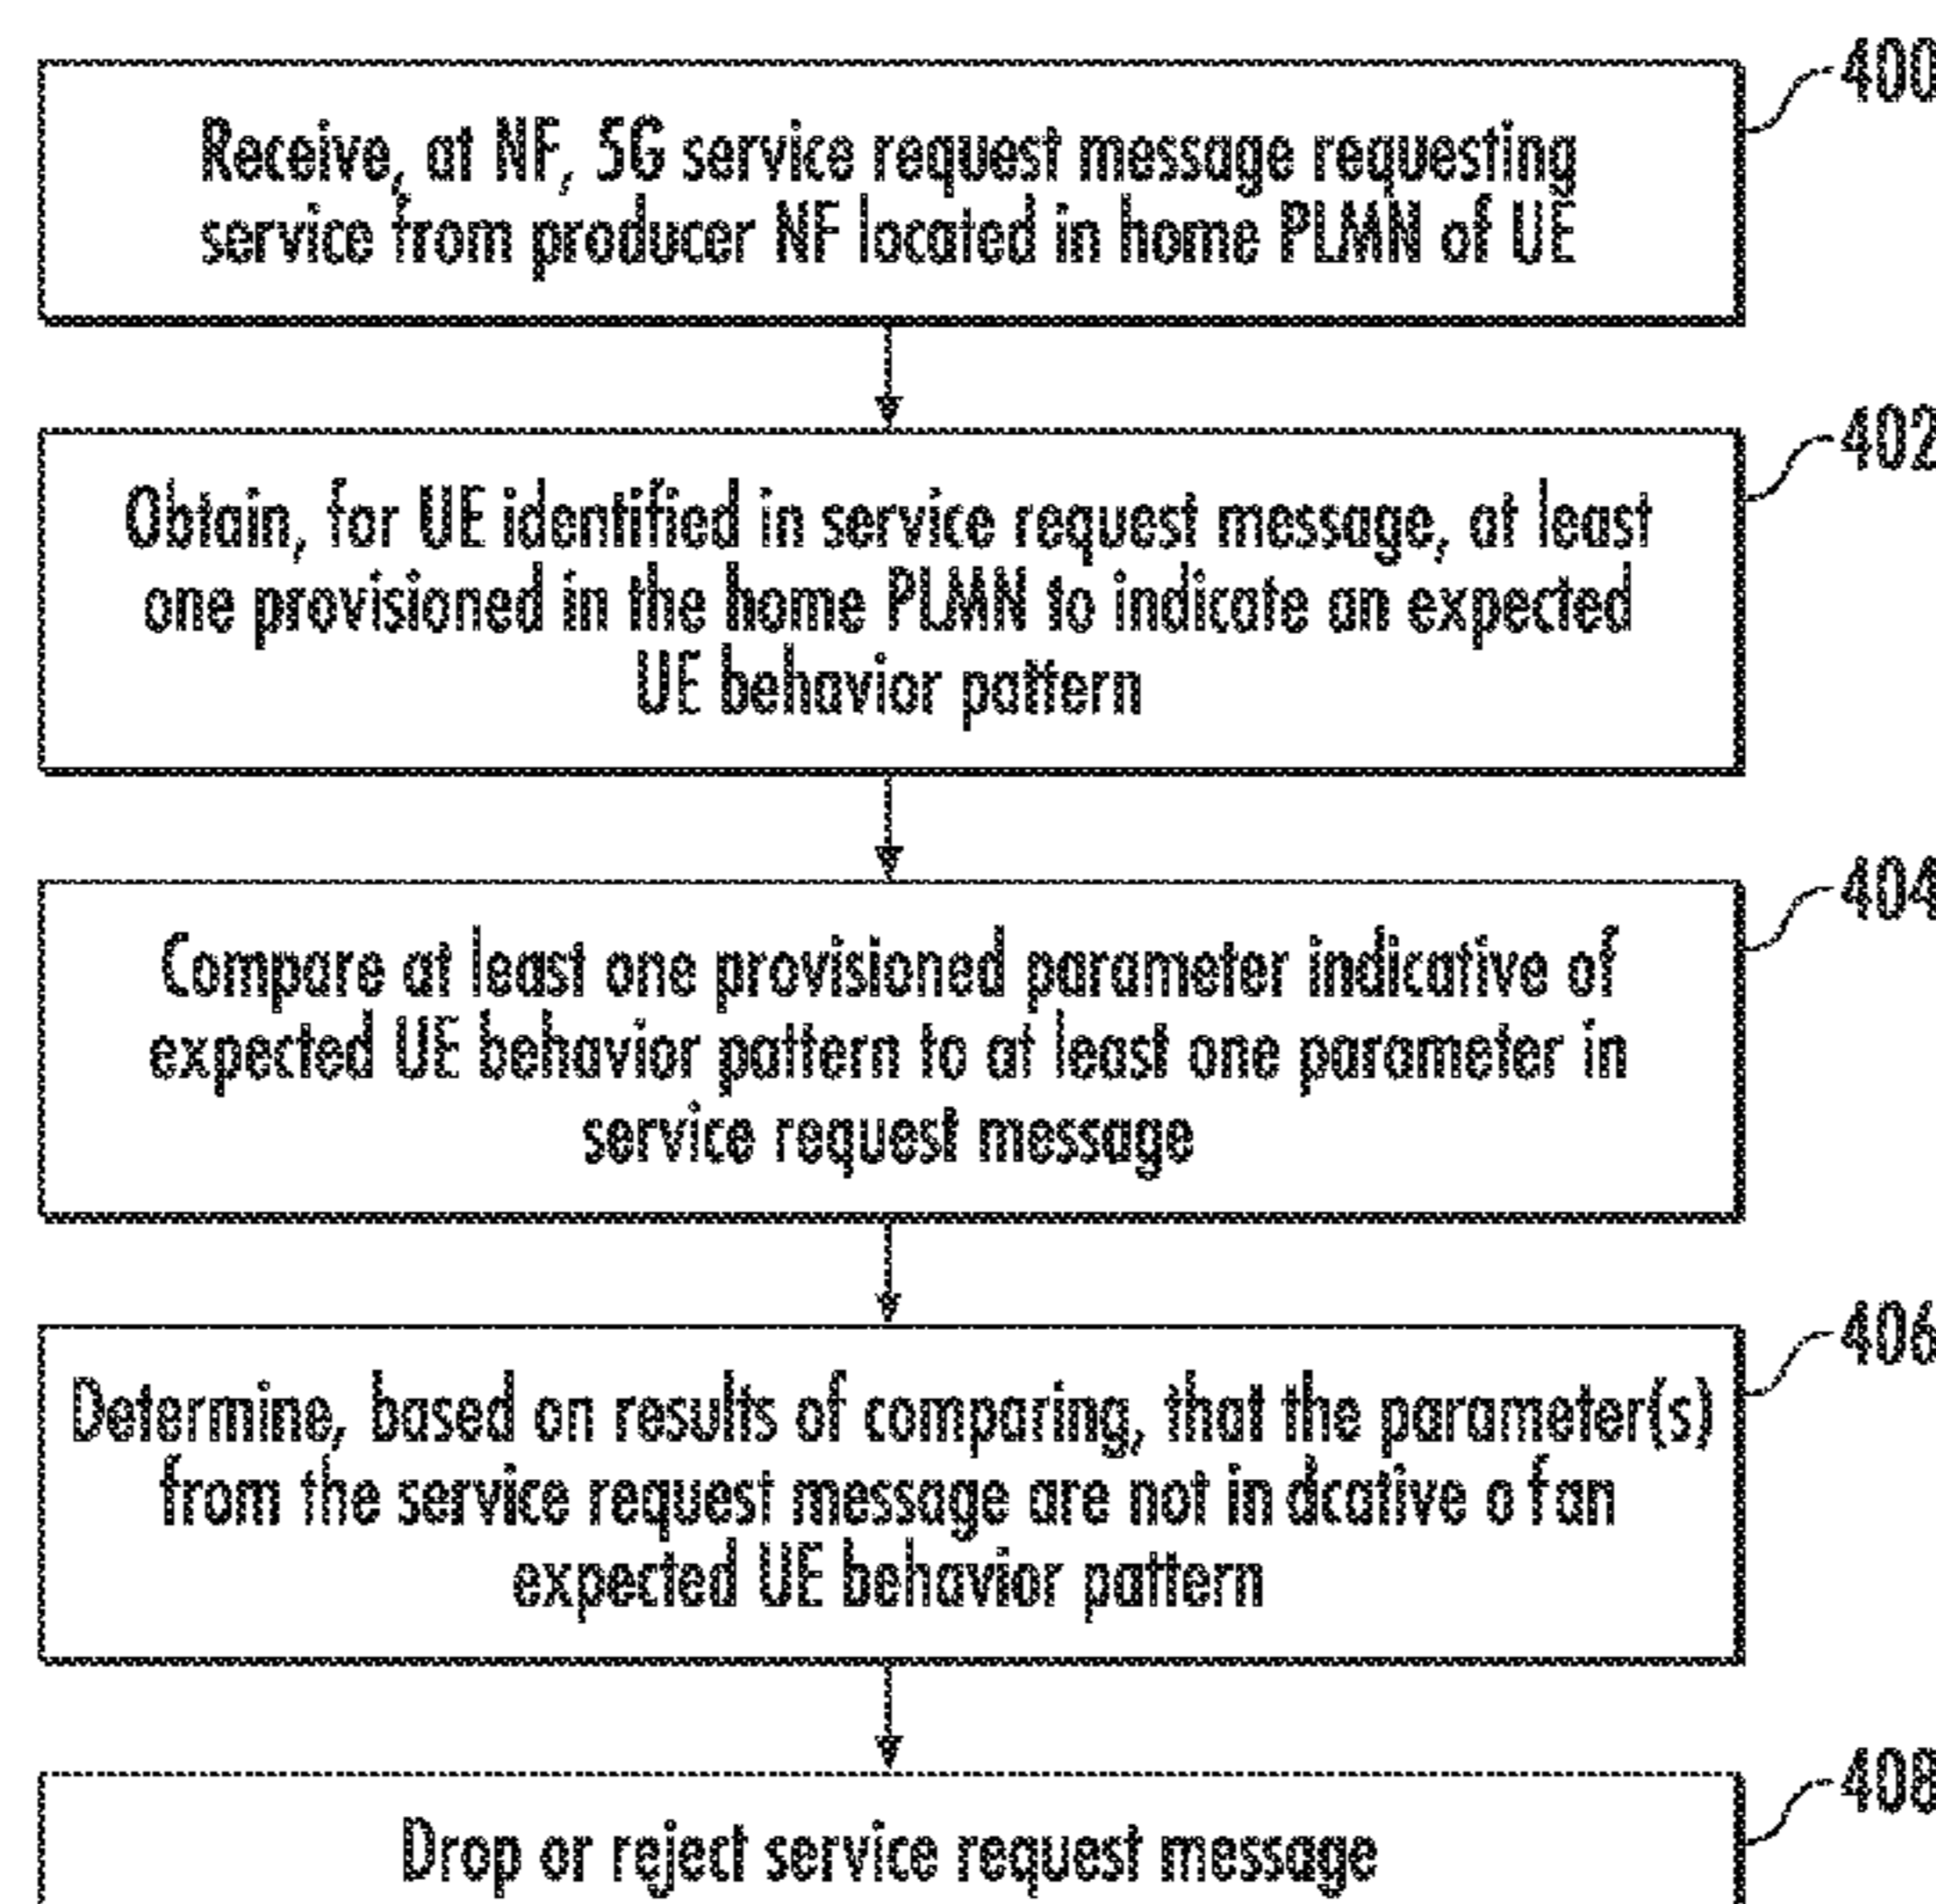 400
Receive, at NF, 5G service request message requesting
service from producer NF located in home PLMN of UE
402
Obtain, for UE identified in service request message, at least
one provisioned in the home PLMN to indicate an expected
UE behavior pattern
404
Compare at least one provisioned parameter indicative of
expected UE behavior pattern to at least one parameter in
service request message
406
Determine, based on results of comparing, that the parameter(s)
from the service request message are not in dcative o fan
expected UE behavior pattern
408
Drop or reject service request message